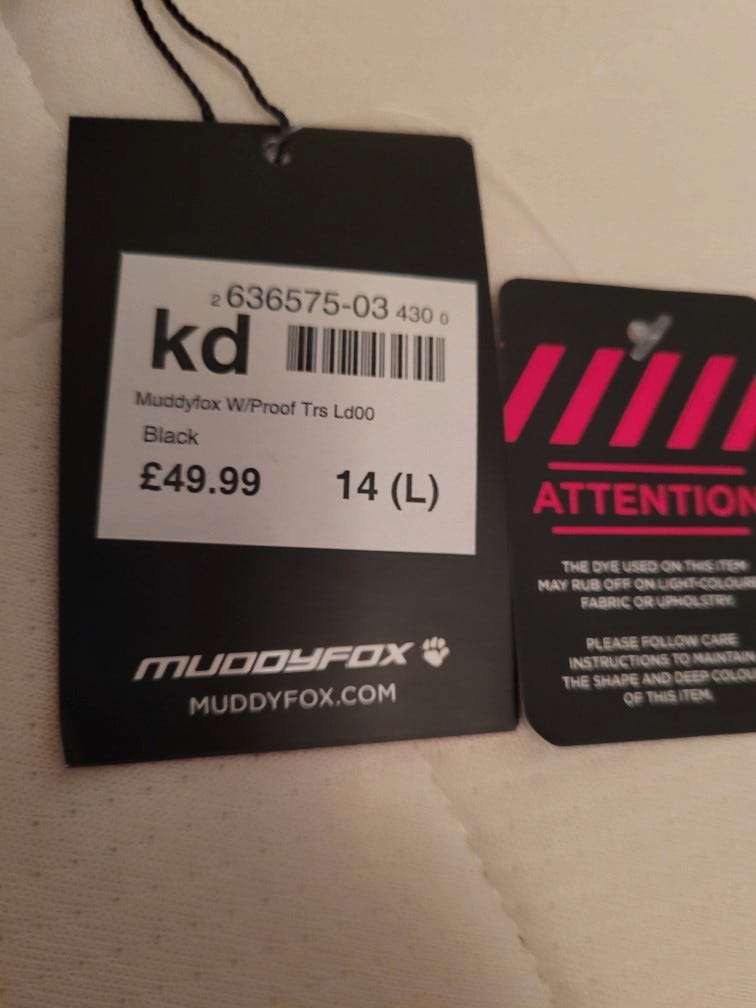 2 636575-03 430 0
kd
Muddyfox W/Proof Trs Ld00
Black
£49.99 14 (L)
MUDDYFOX
MUDDYFOX.COM
ATTENTION
THE DYE USED ON THIS ITEM
MAY RUB OFF ON LIGHT-COLOU
FABRIC OR UPHOLSTRY.
PLEASE FOLLOW CARE
INSTRUCTIONS TO MAINTAIN
THE SHAPE AND DEEP COLOU
OF THIS ITEM.